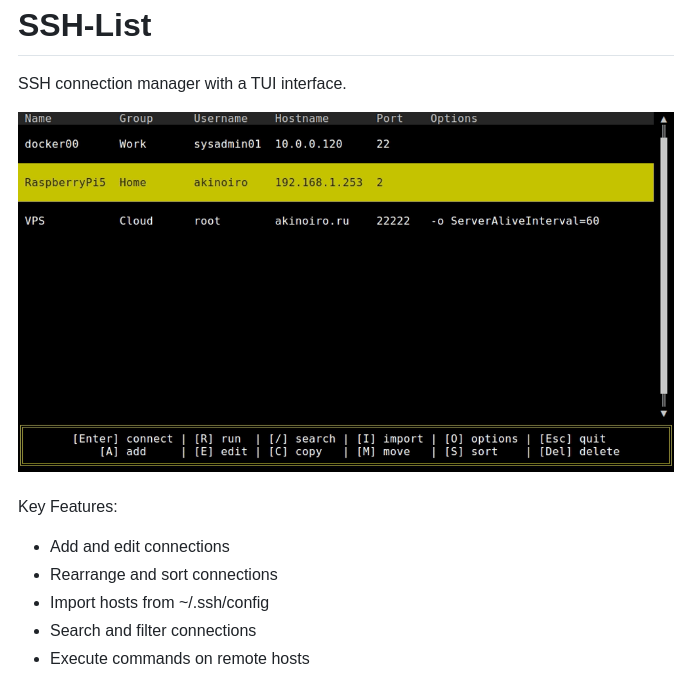 SSH-List
SSH connection manager with a TUI interface.
Name Group Username Hostname Port Options
docker00 Work sysadmin01 10.0.0.120 22
RaspberryPi5 Home akinoiro 192.168.1.253 2
VPS Cloud root akinoiro.ru 22222 -o ServerAliveInterval=60
[Enter] connect | [R] run | [/] search | [I] import | [O] options | [Esc] quit
[A] add | [E] edit | [C] copy | [M] move | [S] sort | [Del] delete
Key Features:
• Add and edit connections
• Rearrange and sort connections
• Import hosts from ~/.ssh/config
• Search and filter connections
• Execute commands on remote hosts